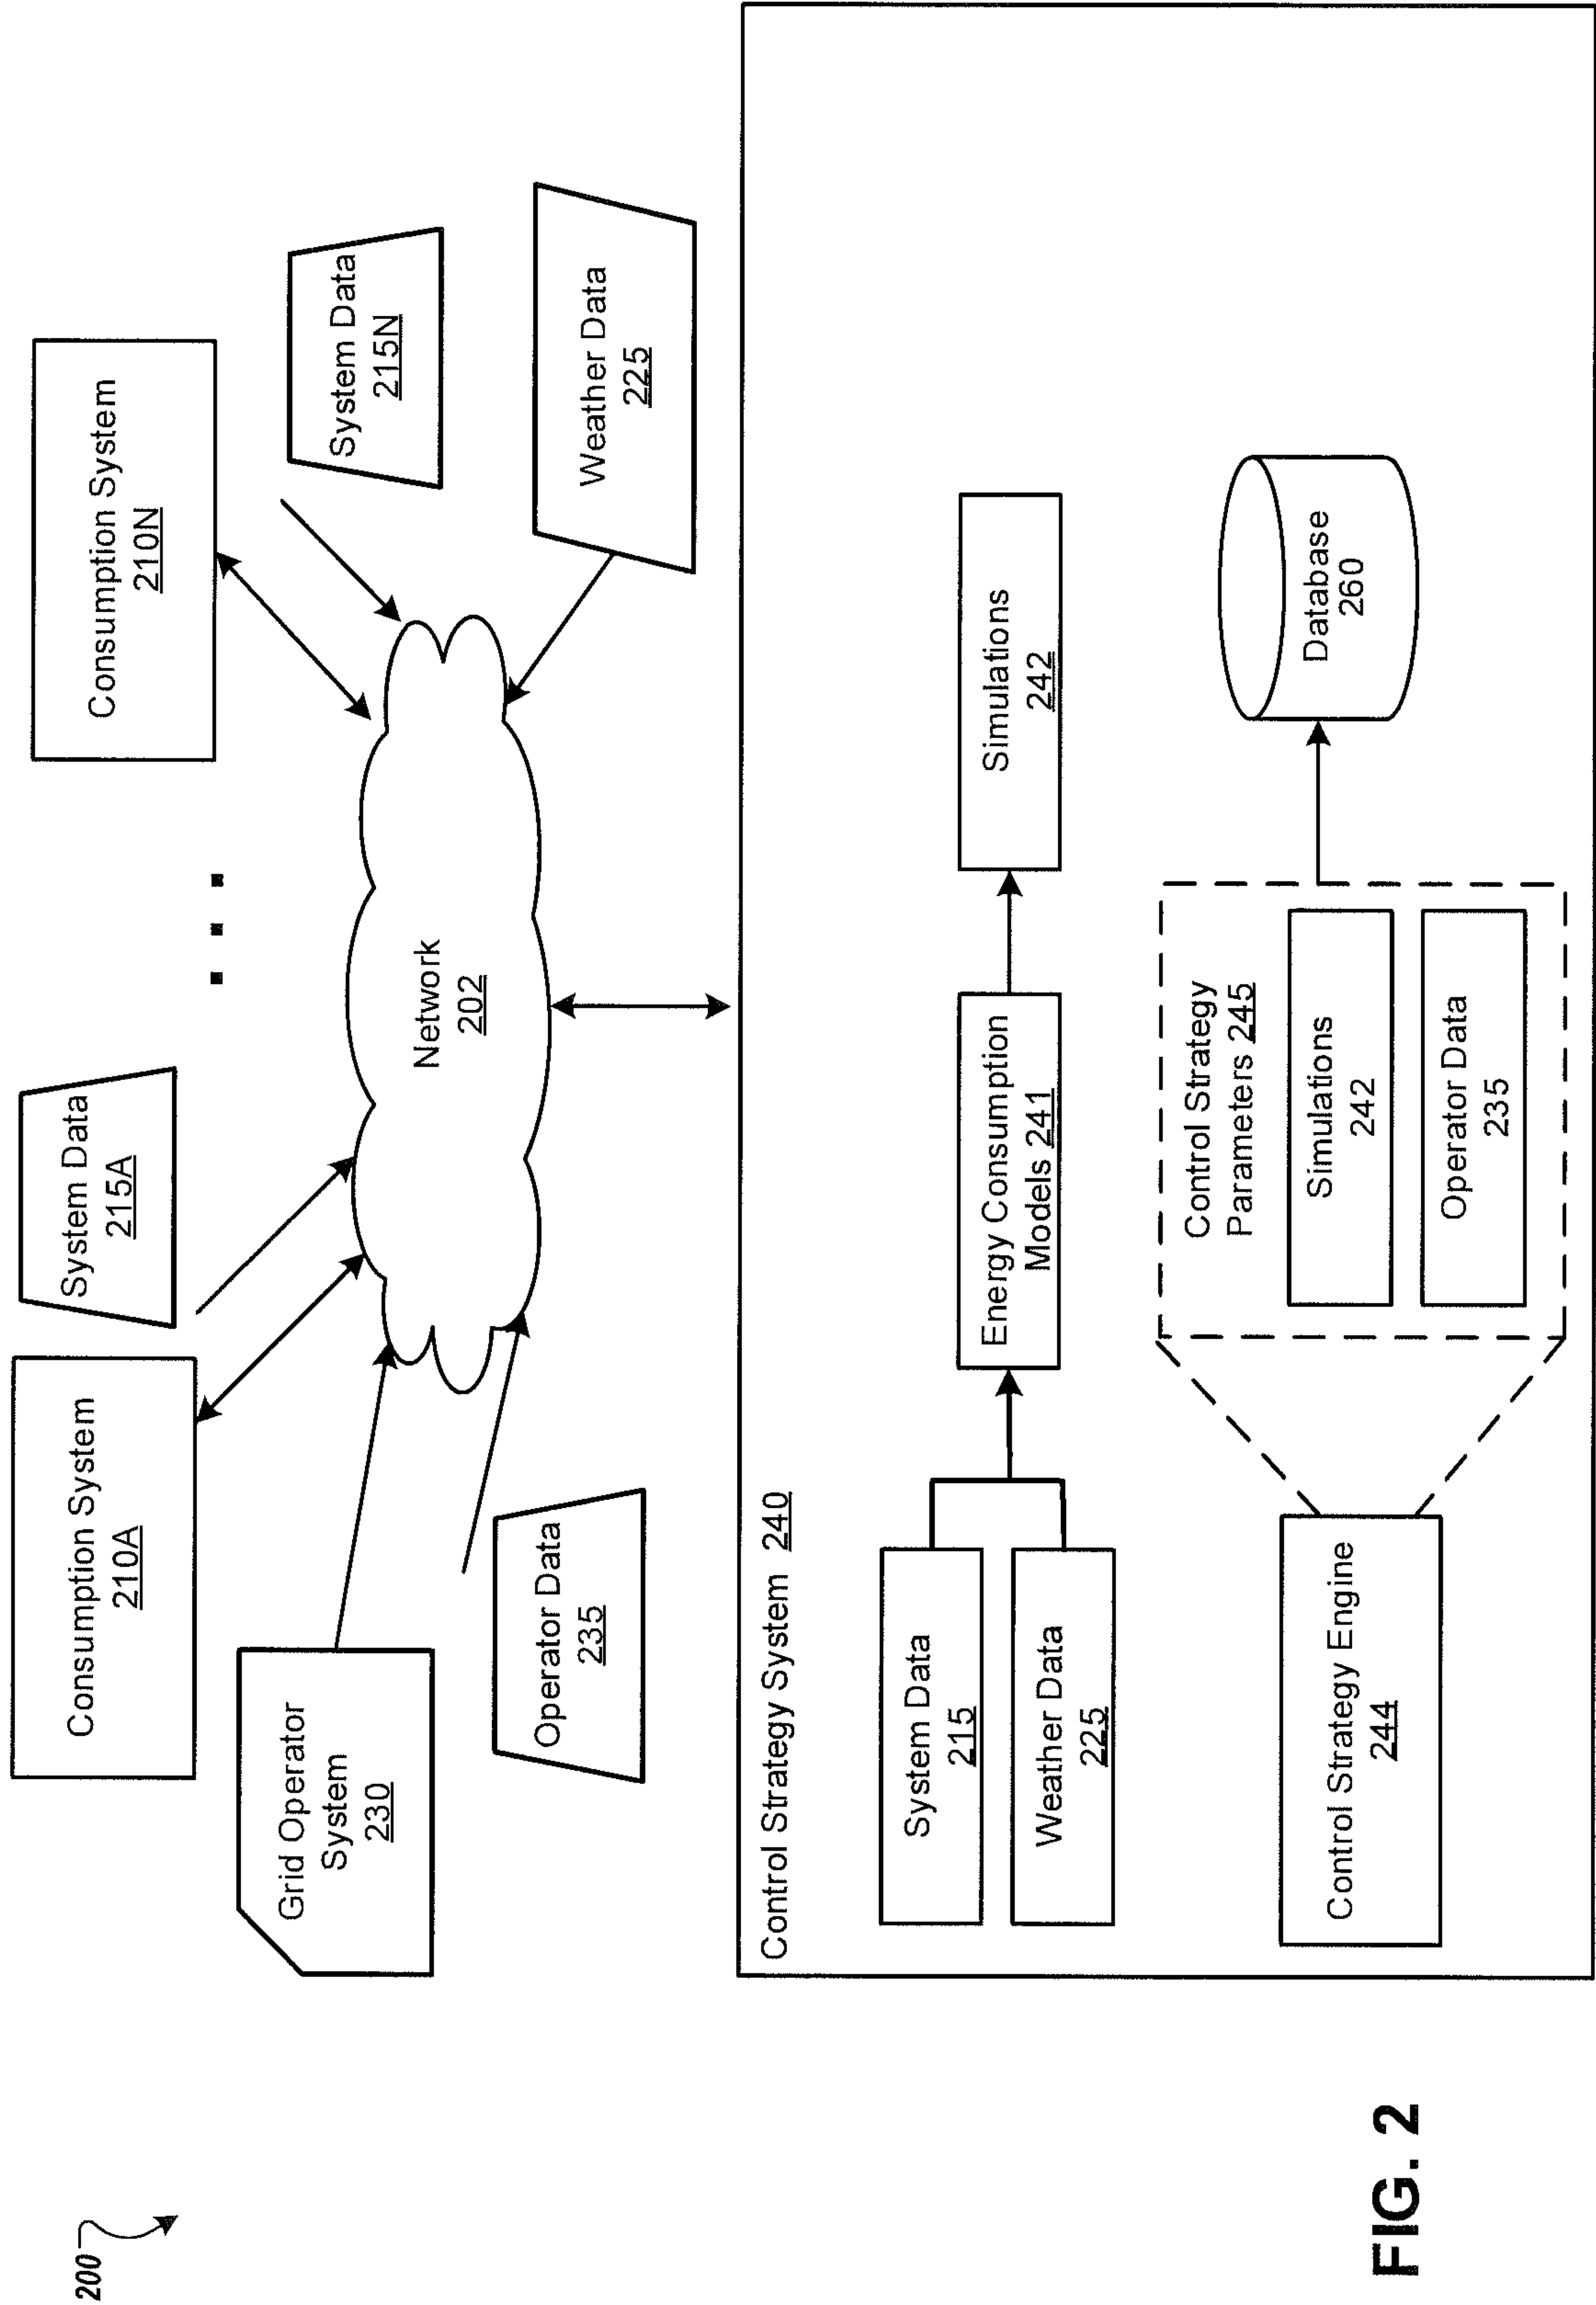 200
Consumption System
210A
System Data
215A
Consumption System
210N
System Data
215N
Grid Operator
System
230
Network
202
Weather Data
225
Operator Data
235
Control Strategy System 240
System Data
215
Weather Data
225
Energy Consumption
Models 241
Simulations
242
Control Strategy Engine
244
Control Strategy
Parameters 245
Simulations
242
Operator Data
235
Database
260
FIG. 2